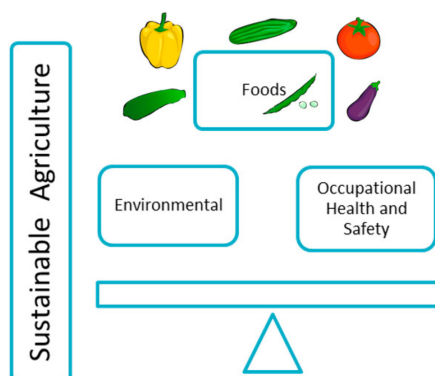 Sustainable Agriculture
Foods
Environmental
Occupational
Health and
Safety